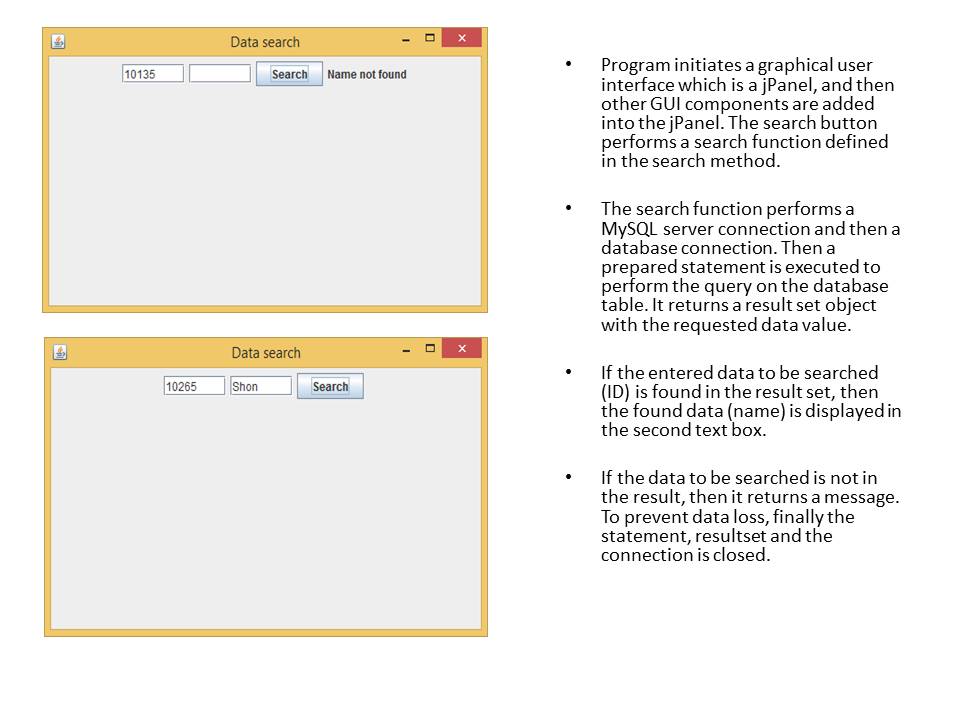 Data search
10135 Search Name not found
Data search
10265 Shon Search
• Program initiates a graphical user
interface which is a jPanel, and then
other GUI components are added
into the jPanel. The search button
performs a search function defined
in the search method.
• The search function performs a
MySQL server connection and then a
database connection. Then a
prepared statement is executed to
perform the query on the database
table. It returns a result set object
with the requested data value.
• If the entered data to be searched
(ID) is found in the result set, then
the found data (name) is displayed in
the second text box.
• If the data to be searched is not in
the result, then it returns a message.
To prevent data loss, finally the
statement, resultset and the
connection is closed.